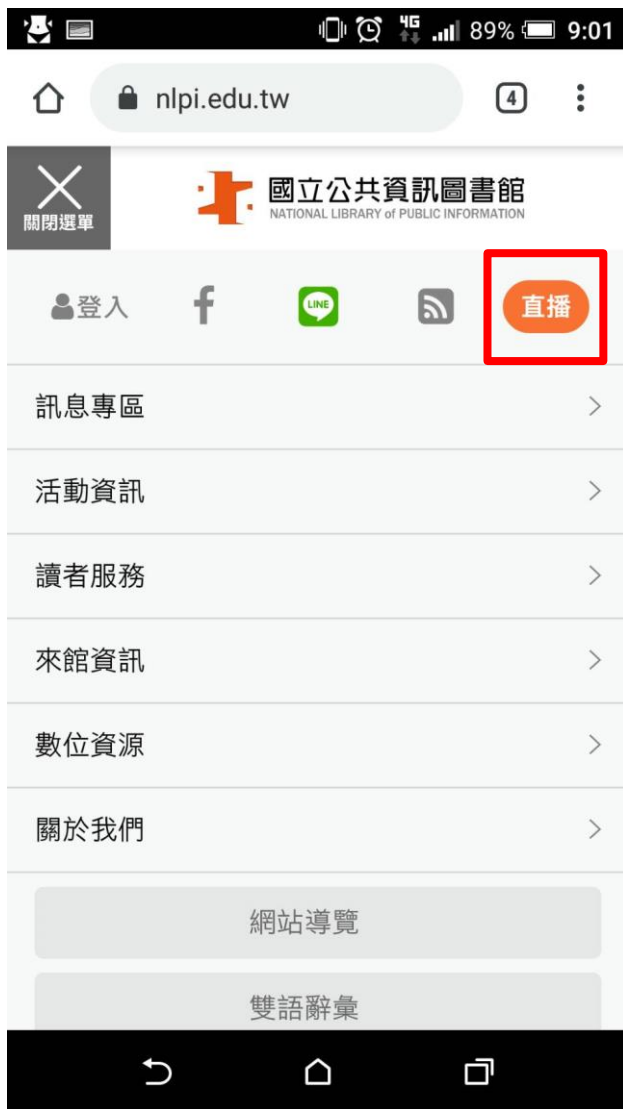 4G 89% 9:01
nlpi.edu.tw 4
關閉選單
國立公共資訊圖書館
NATIONAL LIBRARY of PUBLIC INFORMATION
登入 f LINE 直播
訊息專區
活動資訊
讀者服務
來館資訊
數位資源
關於我們
網站導覽
雙語辭彙